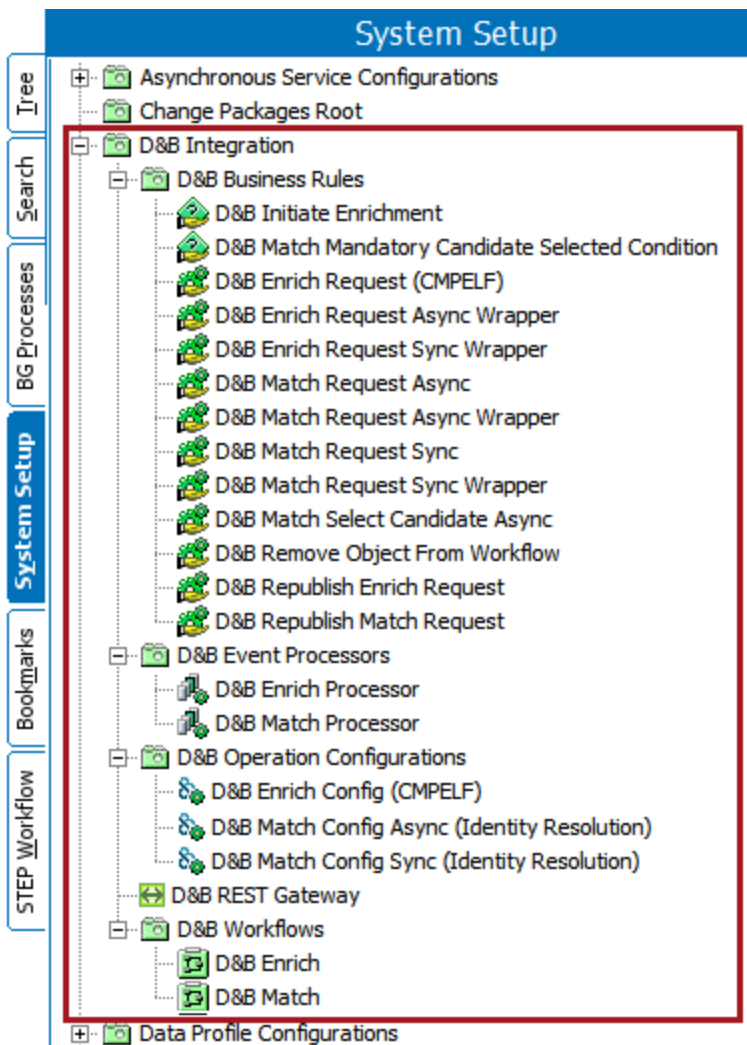 System Setup
Tree
Search
BG Processes
System Setup
Bookmarks
STEP Workflow
Asynchronous Service Configurations
Change Packages Root
D&B Integration
D&B Business Rules
D&B Initiate Enrichment
D&B Match Mandatory Candidate Selected Condition
D&B Enrich Request (CMPELF)
D&B Enrich Request Async Wrapper
D&B Enrich Request Sync Wrapper
D&B Match Request Async
D&B Match Request Async Wrapper
D&B Match Request Sync
D&B Match Request Sync Wrapper
D&B Match Select Candidate Async
D&B Remove Object From Workflow
D&B Republish Enrich Request
D&B Republish Match Request
D&B Event Processors
D&B Enrich Processor
D&B Match Processor
D&B Operation Configurations
D&B Enrich Config (CMPELF)
D&B Match Config Async (Identity Resolution)
D&B Match Config Sync (Identity Resolution)
D&B REST Gateway
D&B Workflows
D&B Enrich
D&B Match
Data Profile Configurations